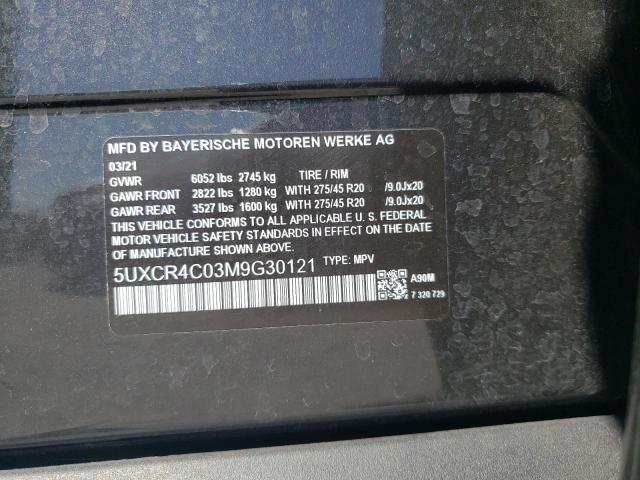 MFD BY BAYERISCHE MOTOREN WERKE AG
03/21
GVWR 6052 lbs 2745 kg TIRE / RIM
GAWR FRONT 2822 lbs 1280 kg WITH 275/45 R20 /9.0Jx20
GAWR REAR 3527 lbs 1600 kg WITH 275/45 R20 /9.0Jx20
THIS VEHICLE CONFORMS TO ALL APPLICABLE U. S. FEDERAL
MOTOR VEHICLE SAFETY STANDARDS IN EFFECT ON THE DATE
OF MANUFACTURE SHOWN ABOVE.
5UXCR4C03M9G30121 TYPE: MPV
A90M
7 320 729